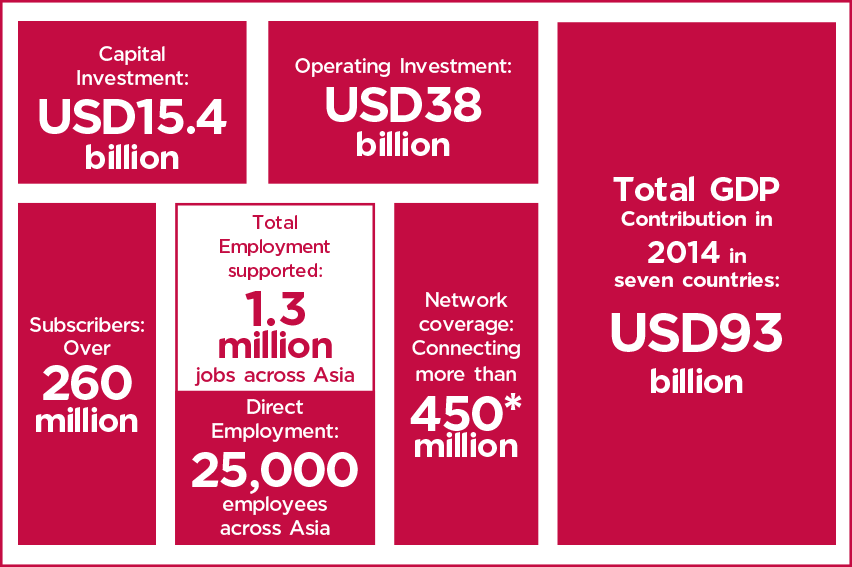 Capital
Investment:
USD15.4
billion
Operating Investment:
USD38
billion
Total GDP
Contribution in
2014 in
seven countries:
USD93
billion
Subscribers:
Over
260
million
Total
Employment
supported:
1.3
million
jobs across Asia
Direct
Employment:
25,000
employees
across Asia
Network
coverage:
Connecting
more than
450*
million